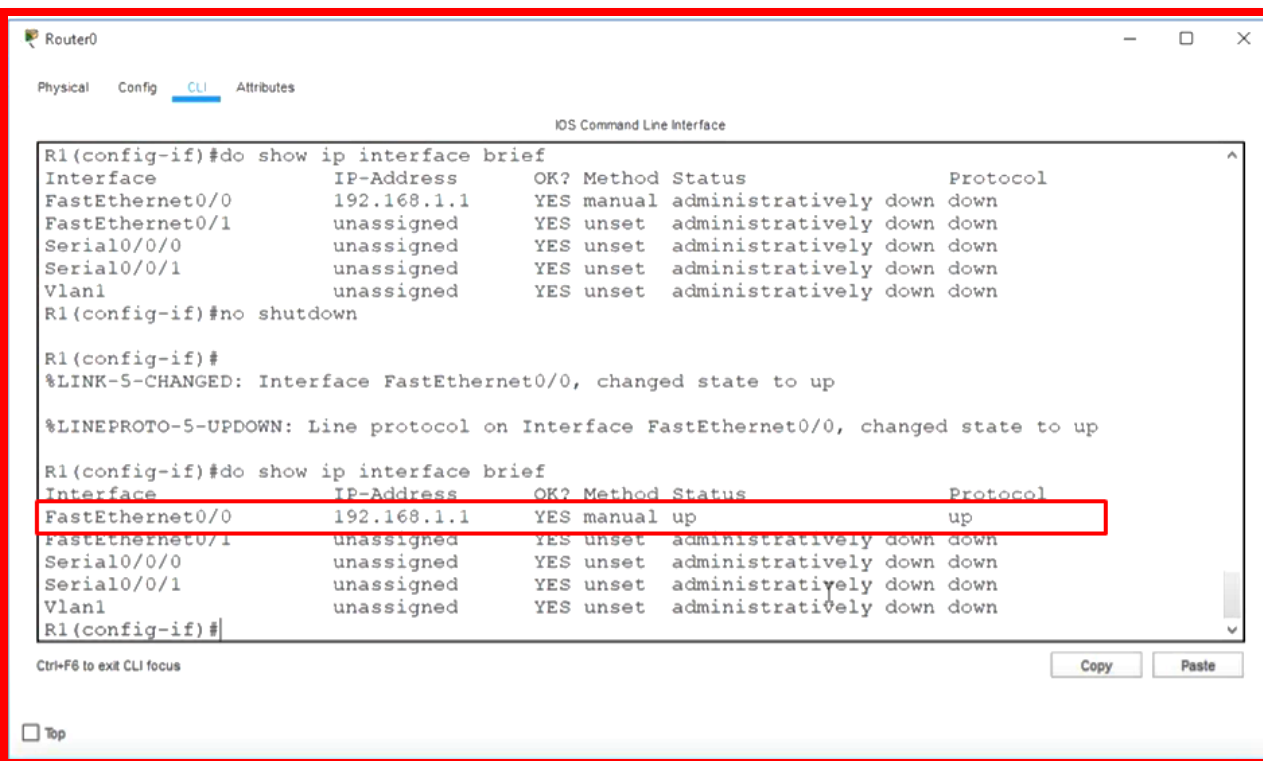 Router0
Physical Config CLI Attributes
IOS Command Line Interface
R1(config-if)#do show ip interface brief
Interface IP-Address OK? Method Status Protocol
FastEthernet0/0 192.168.1.1 YES manual administratively down down
FastEthernet0/1 unassigned YES unset administratively down down
Serial0/0/0 unassigned YES unset administratively down down
Serial0/0/1 unassigned YES unset administratively down down
Vlan1 unassigned YES unset administratively down down
R1(config-if)#no shutdown
R1(config-if)#
%LINK-5-CHANGED: Interface FastEthernet0/0, changed state to up
%LINEPROTO-5-UPDOWN: Line protocol on Interface FastEthernet0/0, changed state to up
R1(config-if)#do show ip interface brief
Interface IP-Address OK? Method Status Protocol
FastEthernet0/0 192.168.1.1 YES manual up up
FastEthernet0/1 unassigned YES unset administratively down down
Serial0/0/0 unassigned YES unset administratively down down
Serial0/0/1 unassigned YES unset administratively down down
Vlan1 unassigned YES unset administratively down down
R1(config-if)#
Ctrl+F6 to exit CLI focus
Copy Paste
Top